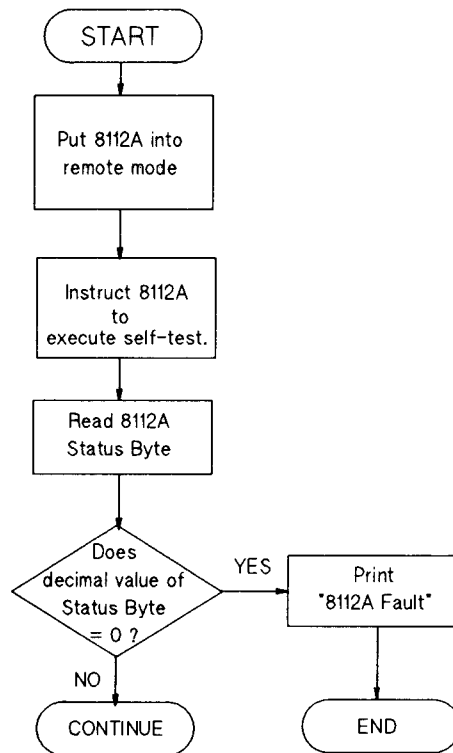 START
Put 8112A into
remote mode
Instruct 8112A
to
execute self-test.
Read 8112A
Status Byte
Does
decimal value of
Status Byte
= 0 ?
YES
Print
"8112A Fault"
NO
CONTINUE
END